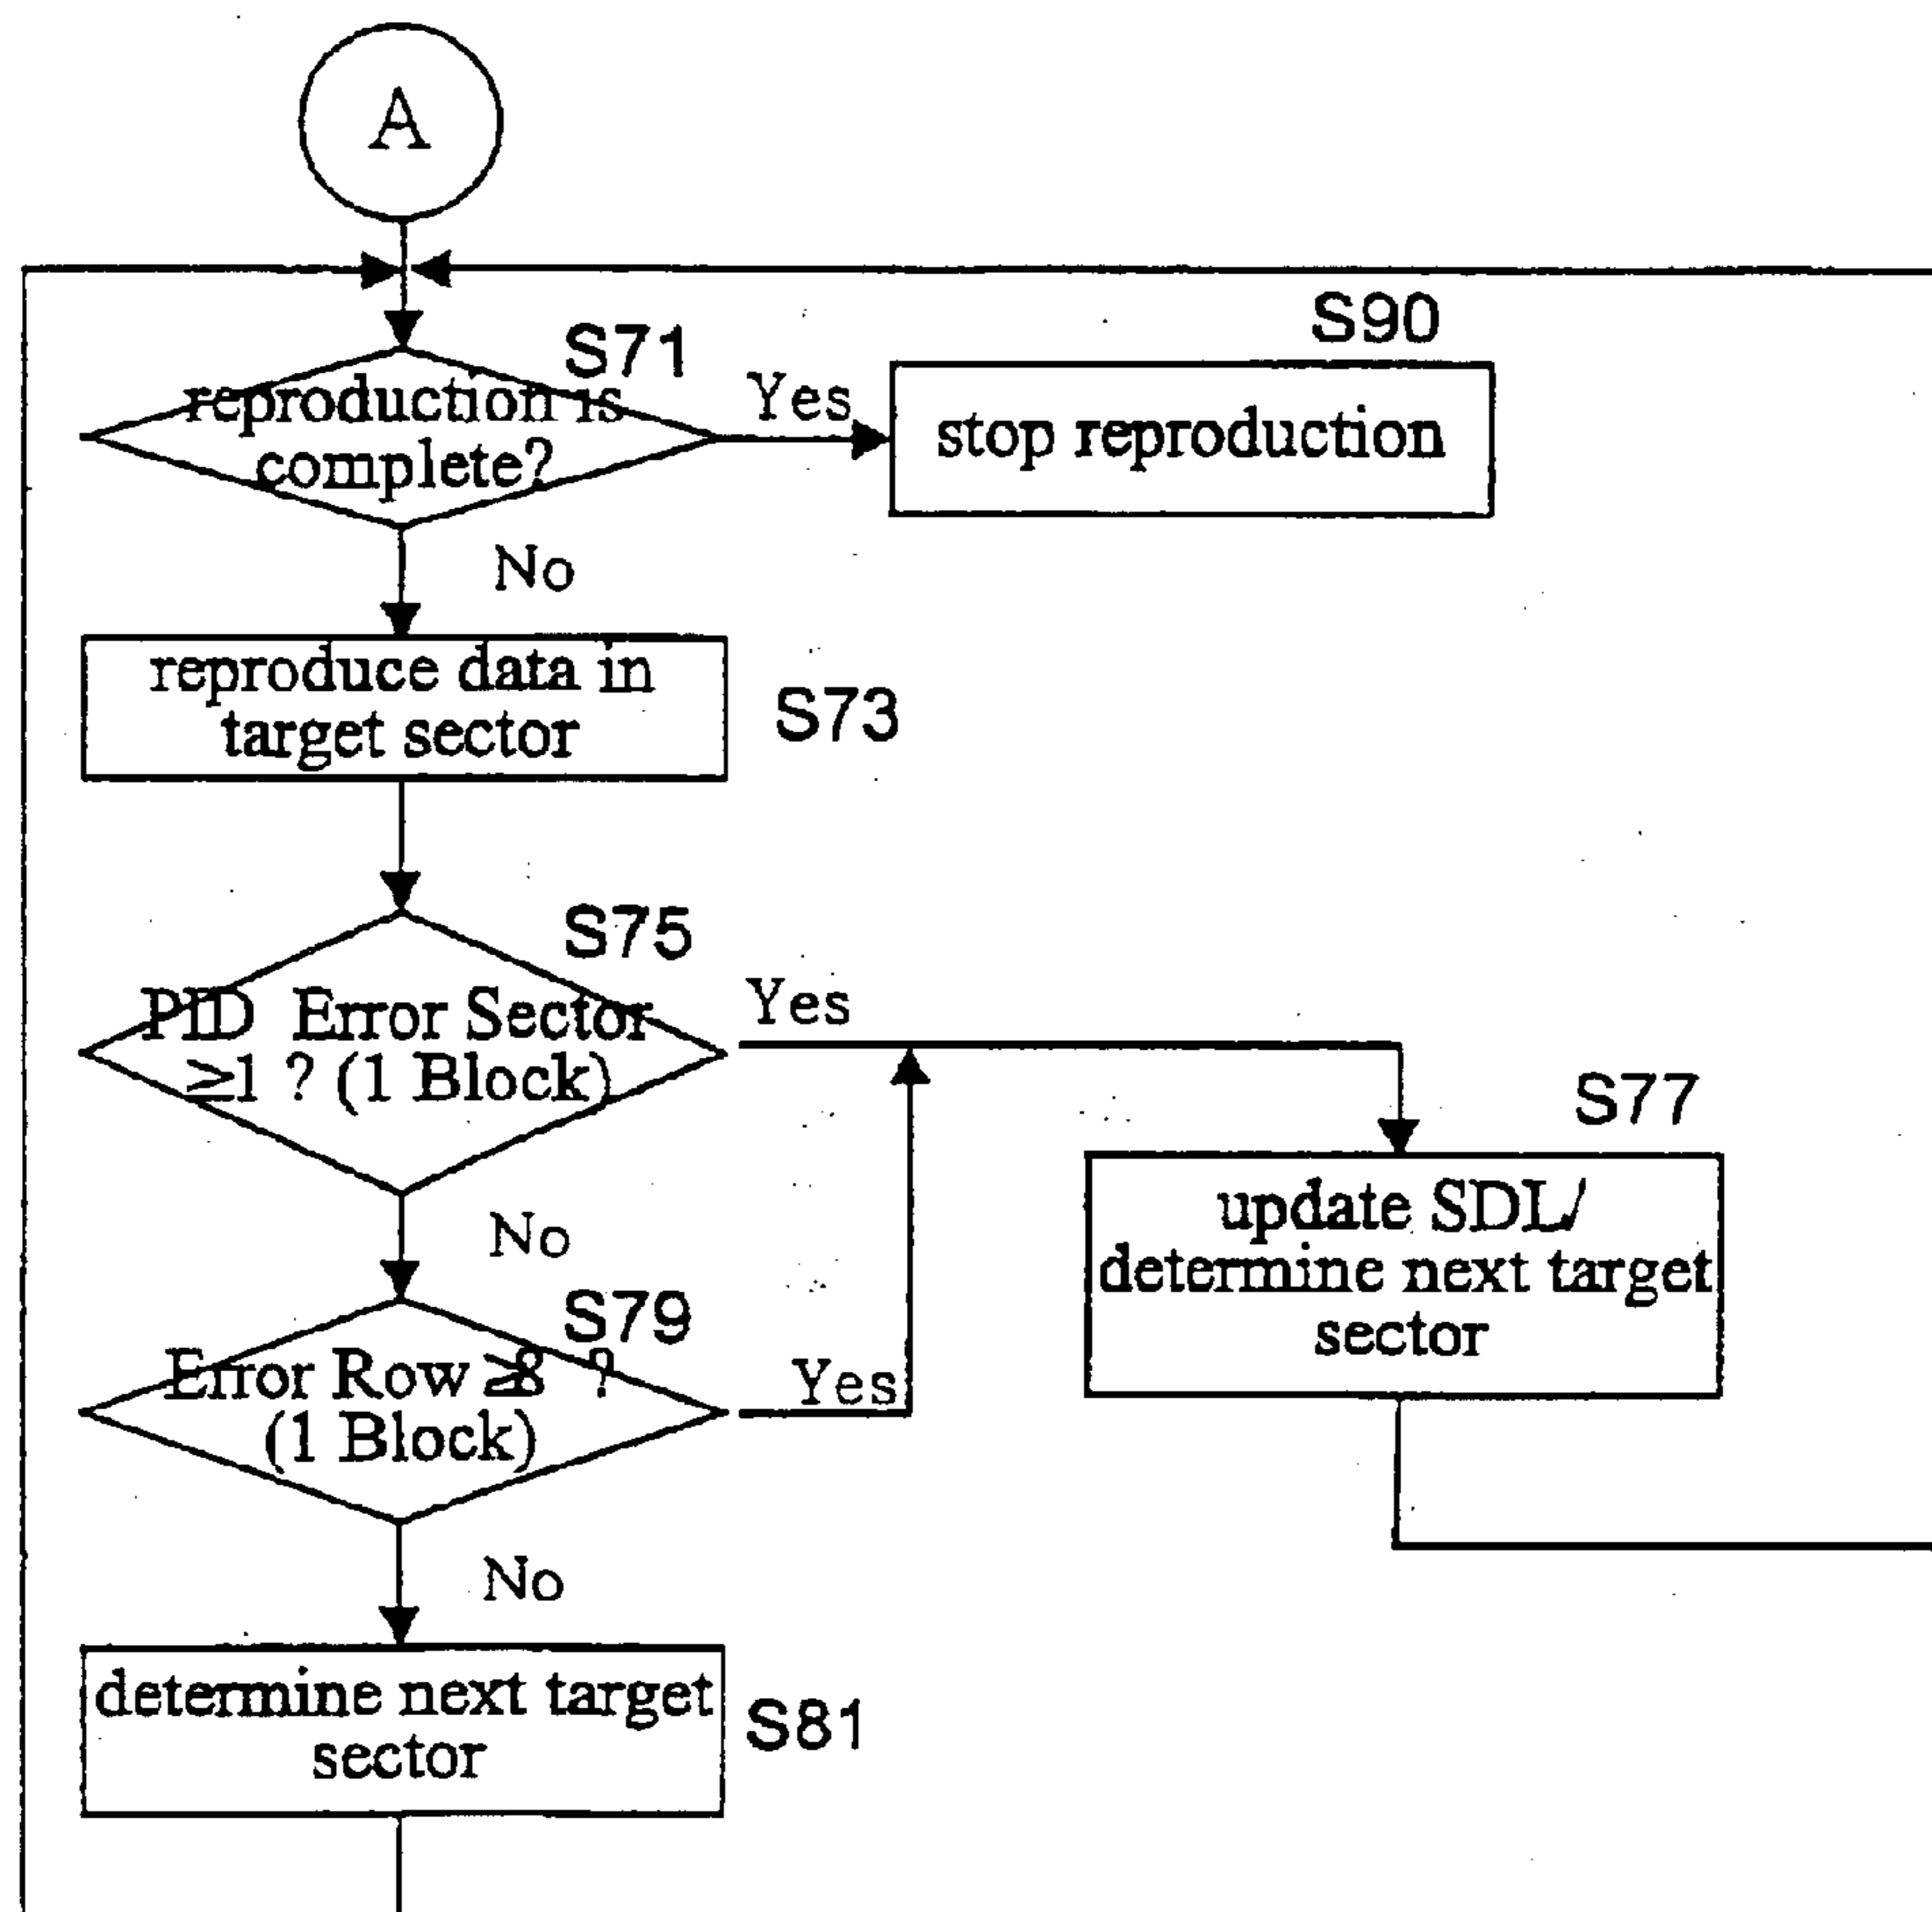 A
S71
reproduction is
complete?
Yes
S90
stop reproduction
No
reproduce data in
target sector
S73
S75
PID Error Sector
≥1 ? (1 Block)
Yes
S77
update SDL/
determine next target
sector
No
S79
Error Row ≥8 ?
(1 Block)
Yes
No
determine next target
sector
S81